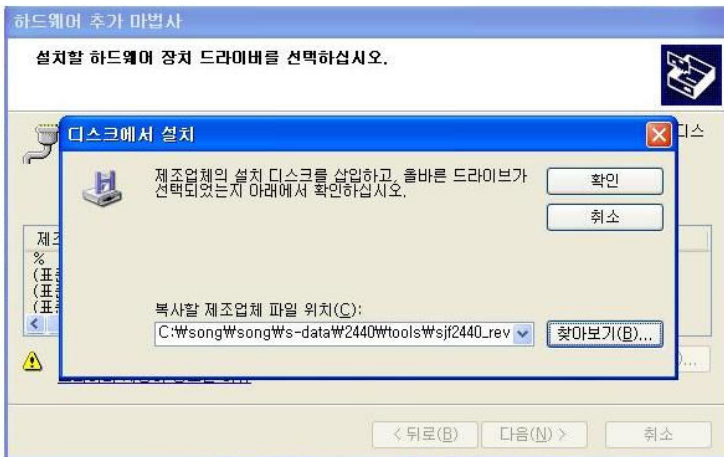 하드웨어 추가 마법사
설치할 하드웨어 장치 드라이버를 선택하십시오.
디스
디스크에서 설치
제조업체의 설치 디스크를 삽입하고, 올바른 드라이브가
선택되었는지 아래에서 확인하십시오.
확인
취소
제조
%
(표준
(표준
(표준
복사할 제조업체 파일 위치(C):
C:₩song₩song₩s-data₩2440₩tools₩sjf2440_rev
찾아보기(B)...
< 뒤로(B)
다음(N) >
취소